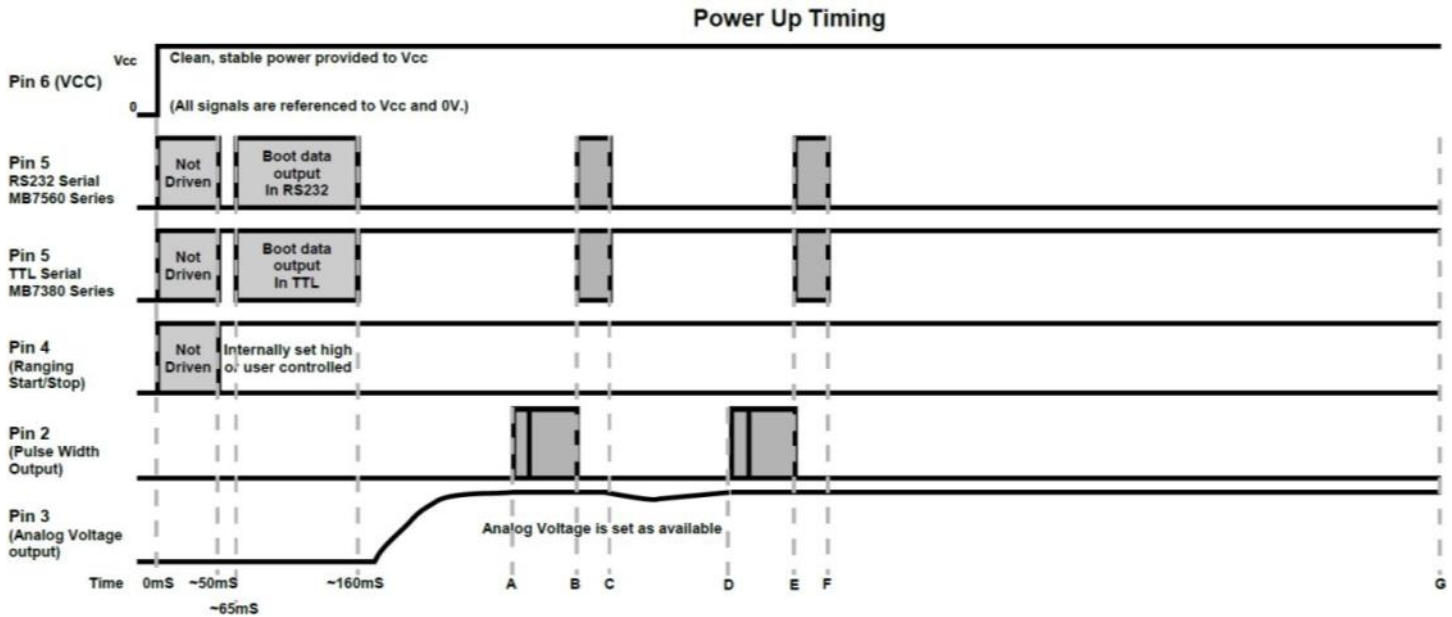 Power Up Timing
Vcc
Clean, stable power provided to Vcc
Pin 6 (VCC)
0
(All signals are referenced to Vcc and 0V.)
Pin 5
RS232 Serial
MB7560 Series
Not
Driven
Boot data
output
In RS232
Pin 5
TTL Serial
MB7380 Series
Not
Driven
Boot data
output
In TTL
Pin 4
(Ranging
Start/Stop)
Not
Driven
Internally set high
or user controlled
Pin 2
(Pulse Width
Output)
Pin 3
(Analog Voltage
output)
Analog Voltage is set as available
Time 0mS ~50mS ~160mS A B C D E F G
~65mS